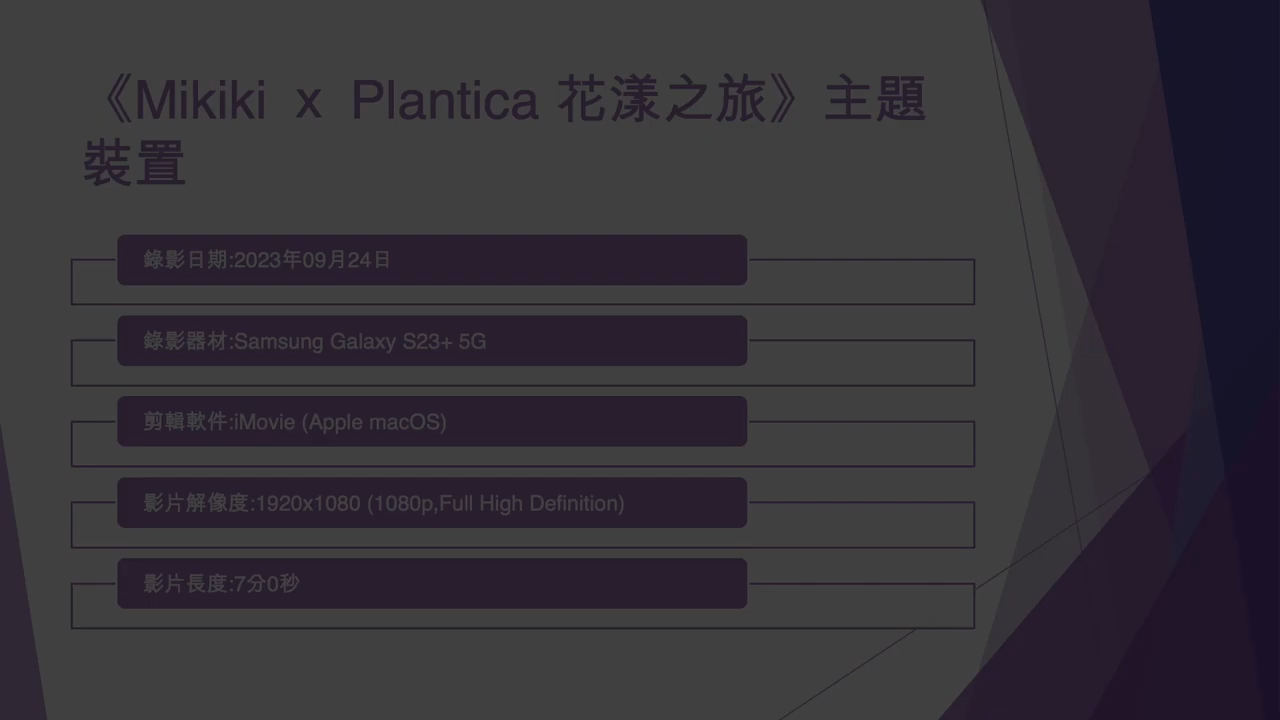 《Mikiki x Plantica 花漾之旅》主題
裝置
錄影日期:2023年09月24日
錄影器材:Samsung Galaxy S23+ 5G
剪輯軟件:iMovie (Apple macOS)
影片解像度:1920x1080 (1080p,Full High Definition)
影片長度:7分0秒